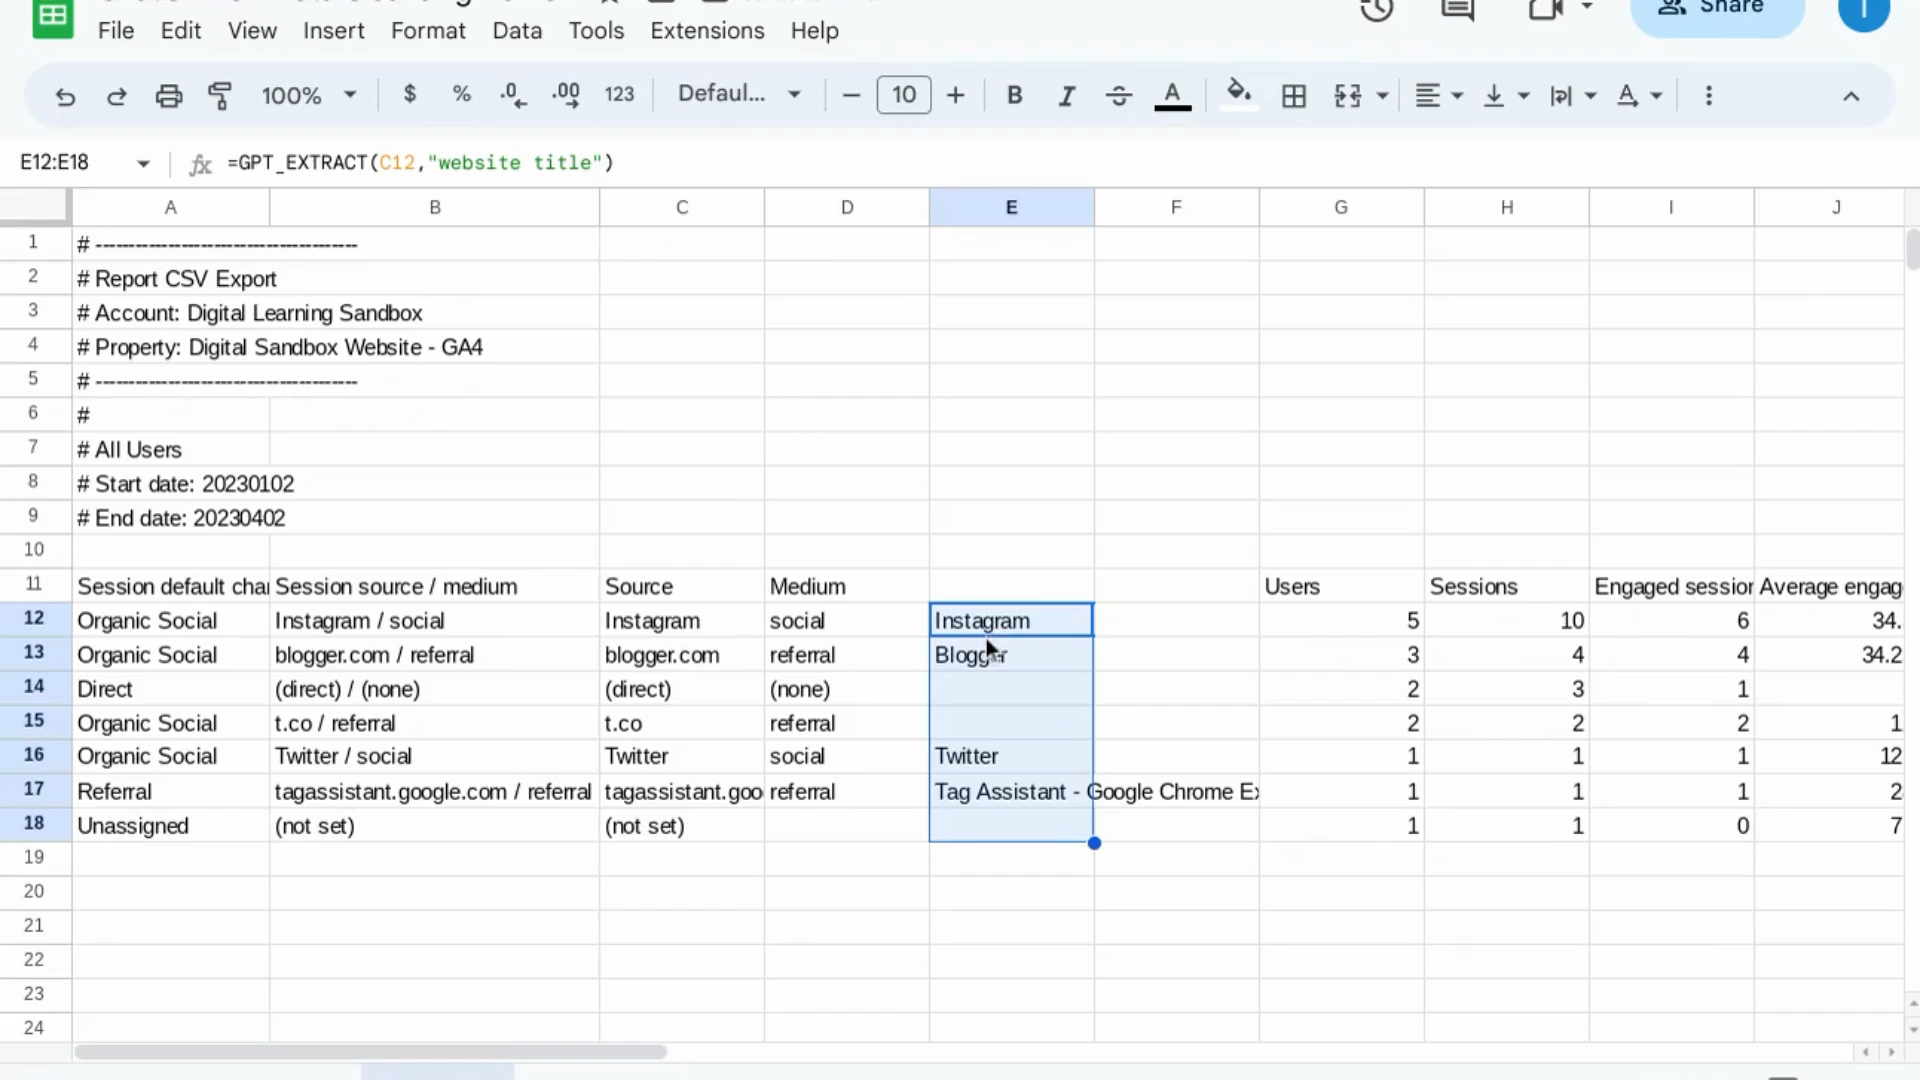 File Edit View Insert Format Data Tools Extensions Help Share
100% $ % .0 .00 123 Defaul... 10 B I A
E12:E18 fx =GPT_EXTRACT(C12,"website title")
A B C D E F G H I J
1 # ---------------------------------------
2 # Report CSV Export
3 # Account: Digital Learning Sandbox
4 # Property: Digital Sandbox Website - GA4
5 # ---------------------------------------
6 #
7 # All Users
8 # Start date: 20230102
9 # End date: 20230402
10
11 Session default chan Session source / medium Source Medium Users Sessions Engaged session Average engag
12 Organic Social Instagram / social Instagram social Instagram 5 10 6 34.
13 Organic Social blogger.com / referral blogger.com referral Blogger 3 4 4 34.2
14 Direct (direct) / (none) (direct) (none) 2 3 1
15 Organic Social t.co / referral t.co referral 2 2 2 1
16 Organic Social Twitter / social Twitter social Twitter 1 1 1 12
17 Referral tagassistant.google.com / referral tagassistant.goo referral Tag Assistant - Google Chrome Ex 1 1 1 2
18 Unassigned (not set) (not set) 1 1 0 7
19
20
21
22
23
24